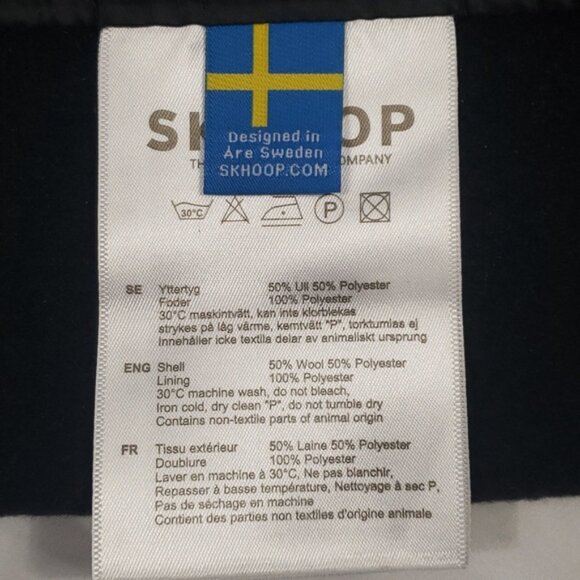 SK OOP
Designed in
Åre Sweden
SKHOOP.COM
TH COMPANY
30°C
P
SE Yttertyg 50% Ull 50% Polyester
Foder 100% Polyester
30°C maskintvätt, kan inte klorblekas
strykes på låg värme, kemtvätt "P", torktumlas ej
Innehåller icke textila delar av animaliskt ursprung
ENG Shell 50% Wool 50% Polyester
Lining 100% Polyester
30°C machine wash, do not bleach,
Iron cold, dry clean "P", do not tumble dry
Contains non-textile parts of animal origin
FR Tissu extérieur 50% Laine 50% Polyester
Doublure 100% Polyester
Laver en machine à 30°C, Ne pas blanchir,
Repasser à basse température, Nettoyage à sec P,
Pas de séchage en machine
Contient des parties non textiles d'origine animale